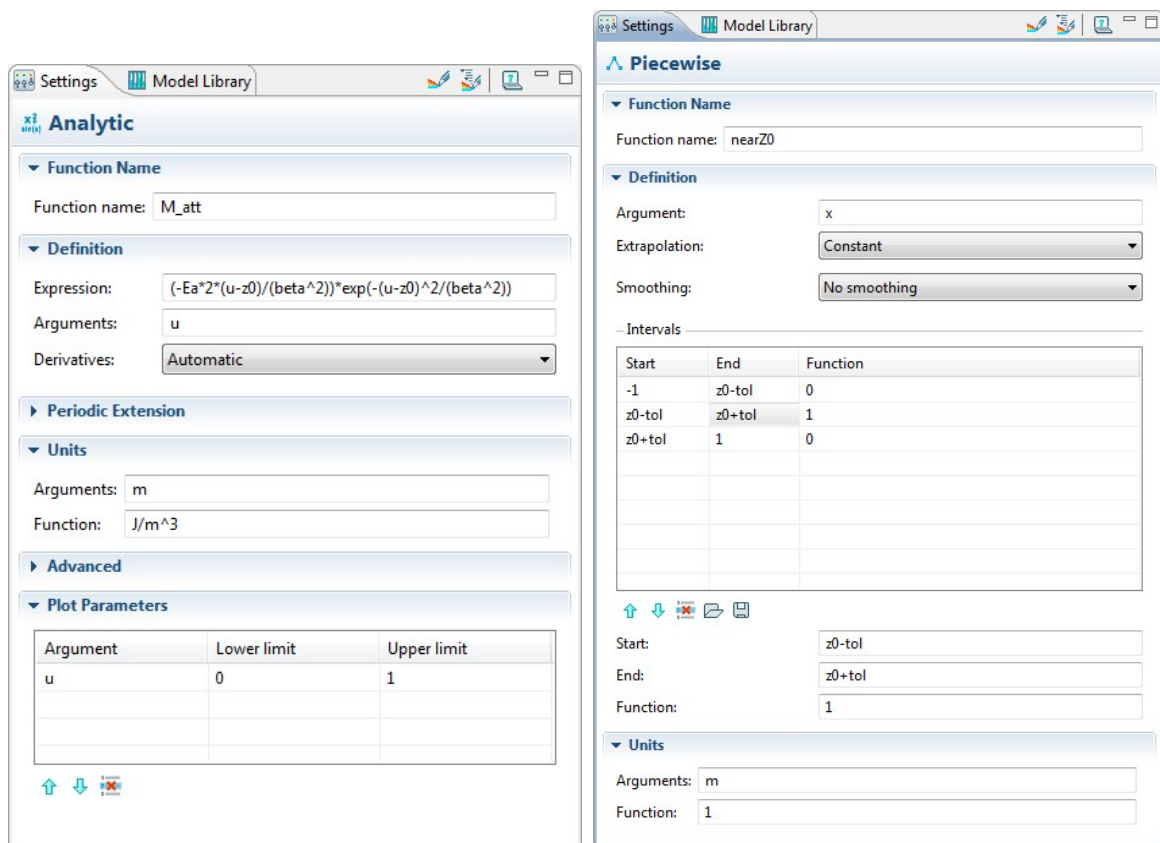 Settings Model Library
Analytic
Function Name
Function name: M_att
Definition
Expression: (-Ea*2*(u-z0)/(beta^2))*exp(-(u-z0)^2/(beta^2))
Arguments: u
Derivatives: Automatic
Periodic Extension
Units
Arguments: m
Function: J/m^3
Advanced
Plot Parameters
Argument Lower limit Upper limit
u 0 1
Settings Model Library
Piecewise
Function Name
Function name: nearZ0
Definition
Argument: x
Extrapolation: Constant
Smoothing: No smoothing
Intervals
Start End Function
-1 z0-tol 0
z0-tol z0+tol 1
z0+tol 1 0
Start: z0-tol
End: z0+tol
Function: 1
Units
Arguments: m
Function: 1